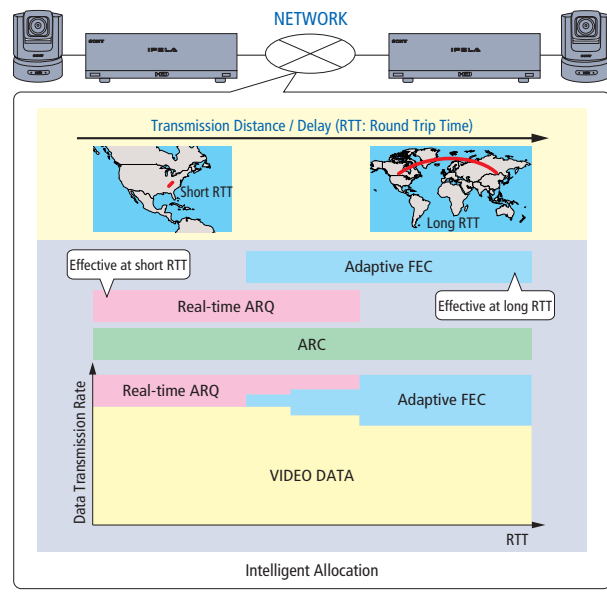 NETWORK
SONY
IPELA
HD
SONY
IPELA
HD
Transmission Distance / Delay (RTT: Round Trip Time)
Short RTT
Long RTT
Effective at short RTT
Adaptive FEC
Real-time ARQ
Effective at long RTT
ARC
Data Transmission Rate
Real-time ARQ
Adaptive FEC
VIDEO DATA
RTT
Intelligent Allocation